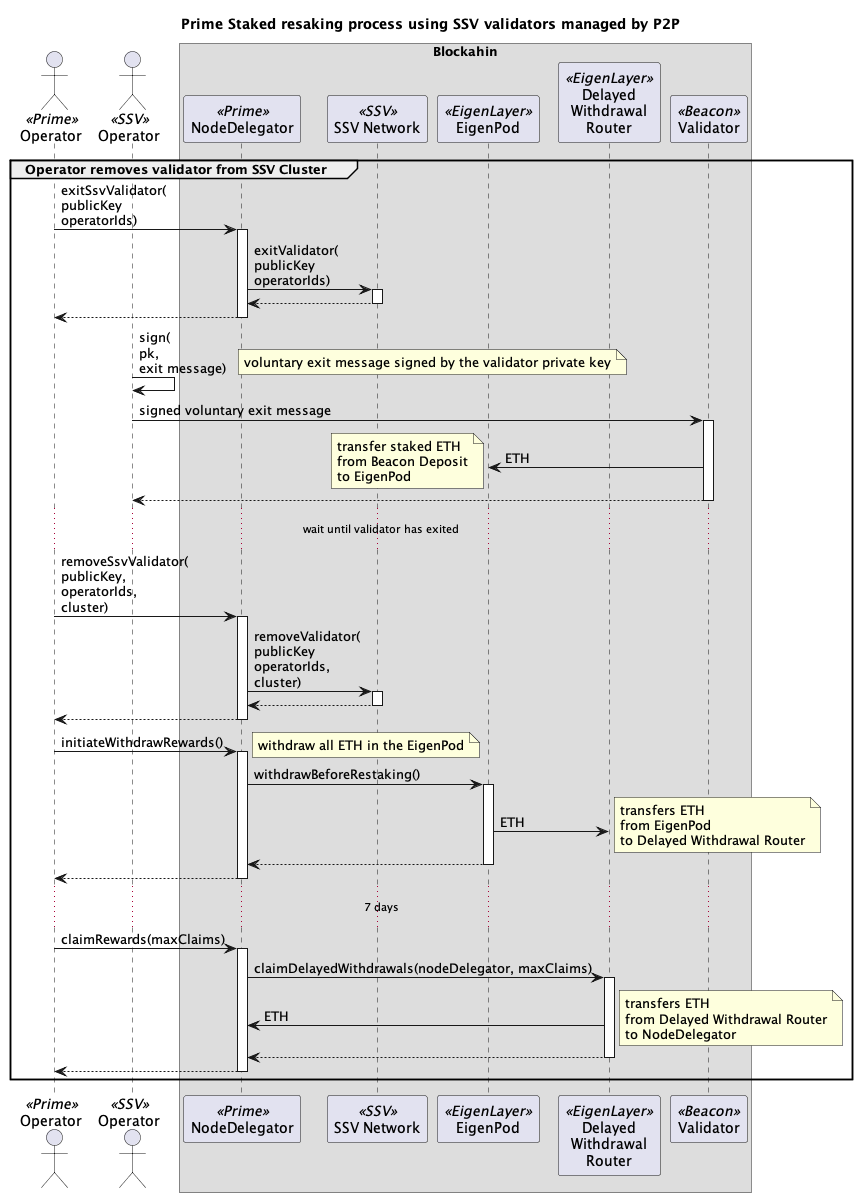 Prime Staked resaking process using SSV validators managed by P2P
Blockahin
«Prime»
Operator
«SSV»
Operator
«Prime»
NodeDelegator
«SSV»
SSV Network
«EigenLayer»
EigenPod
«EigenLayer»
Delayed
Withdrawal
Router
«Beacon»
Validator
Operator removes validator from SSV Cluster
exitSsvValidator(
publicKey
operatorIds)
exitValidator(
publicKey
operatorIds)
sign(
pk,
exit message)
voluntary exit message signed by the validator private key
signed voluntary exit message
transfer staked ETH
from Beacon Deposit
to EigenPod
ETH
wait until validator has exited
removeSsvValidator(
publicKey,
operatorIds,
cluster)
removeValidator(
publicKey
operatorIds,
cluster)
initiateWithdrawRewards()
withdraw all ETH in the EigenPod
withdrawBeforeRestaking()
ETH
transfers ETH
from EigenPod
to Delayed Withdrawal Router
7 days
claimRewards(maxClaims)
claimDelayedWithdrawals(nodeDelegator, maxClaims)
ETH
transfers ETH
from Delayed Withdrawal Router
to NodeDelegator
«Prime»
Operator
«SSV»
Operator
«Prime»
NodeDelegator
«SSV»
SSV Network
«EigenLayer»
EigenPod
«EigenLayer»
Delayed
Withdrawal
Router
«Beacon»
Validator